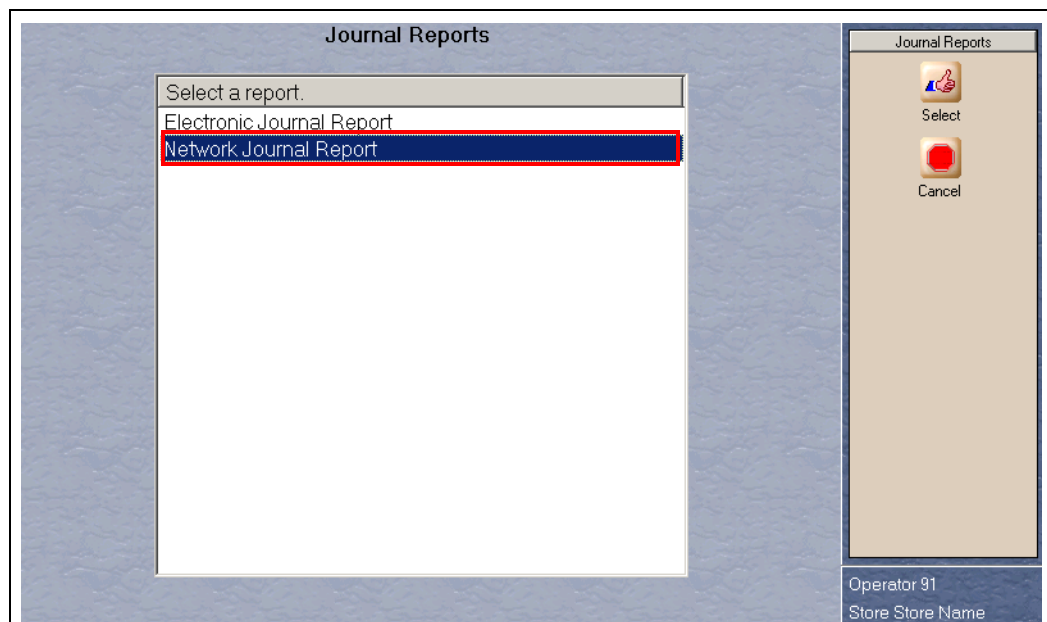 Journal Reports
Select a report.
Electronic Journal Report
Network Journal Report
Journal Reports
Select
Cancel
Operator 91
Store Store Name